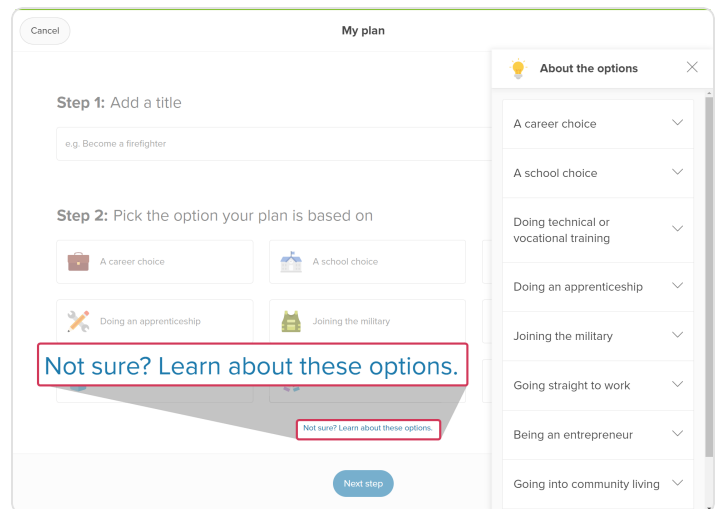 Cancel
My plan
About the options
Step 1: Add a title
e.g. Become a firefighter
Step 2: Pick the option your plan is based on
A career choice
A school choice
Doing an apprenticeship
Joining the military
Not sure? Learn about these options.
Not sure? Learn about these options.
Next step
A career choice
A school choice
Doing technical or
vocational training
Doing an apprenticeship
Joining the military
Going straight to work
Being an entrepreneur
Going into community living